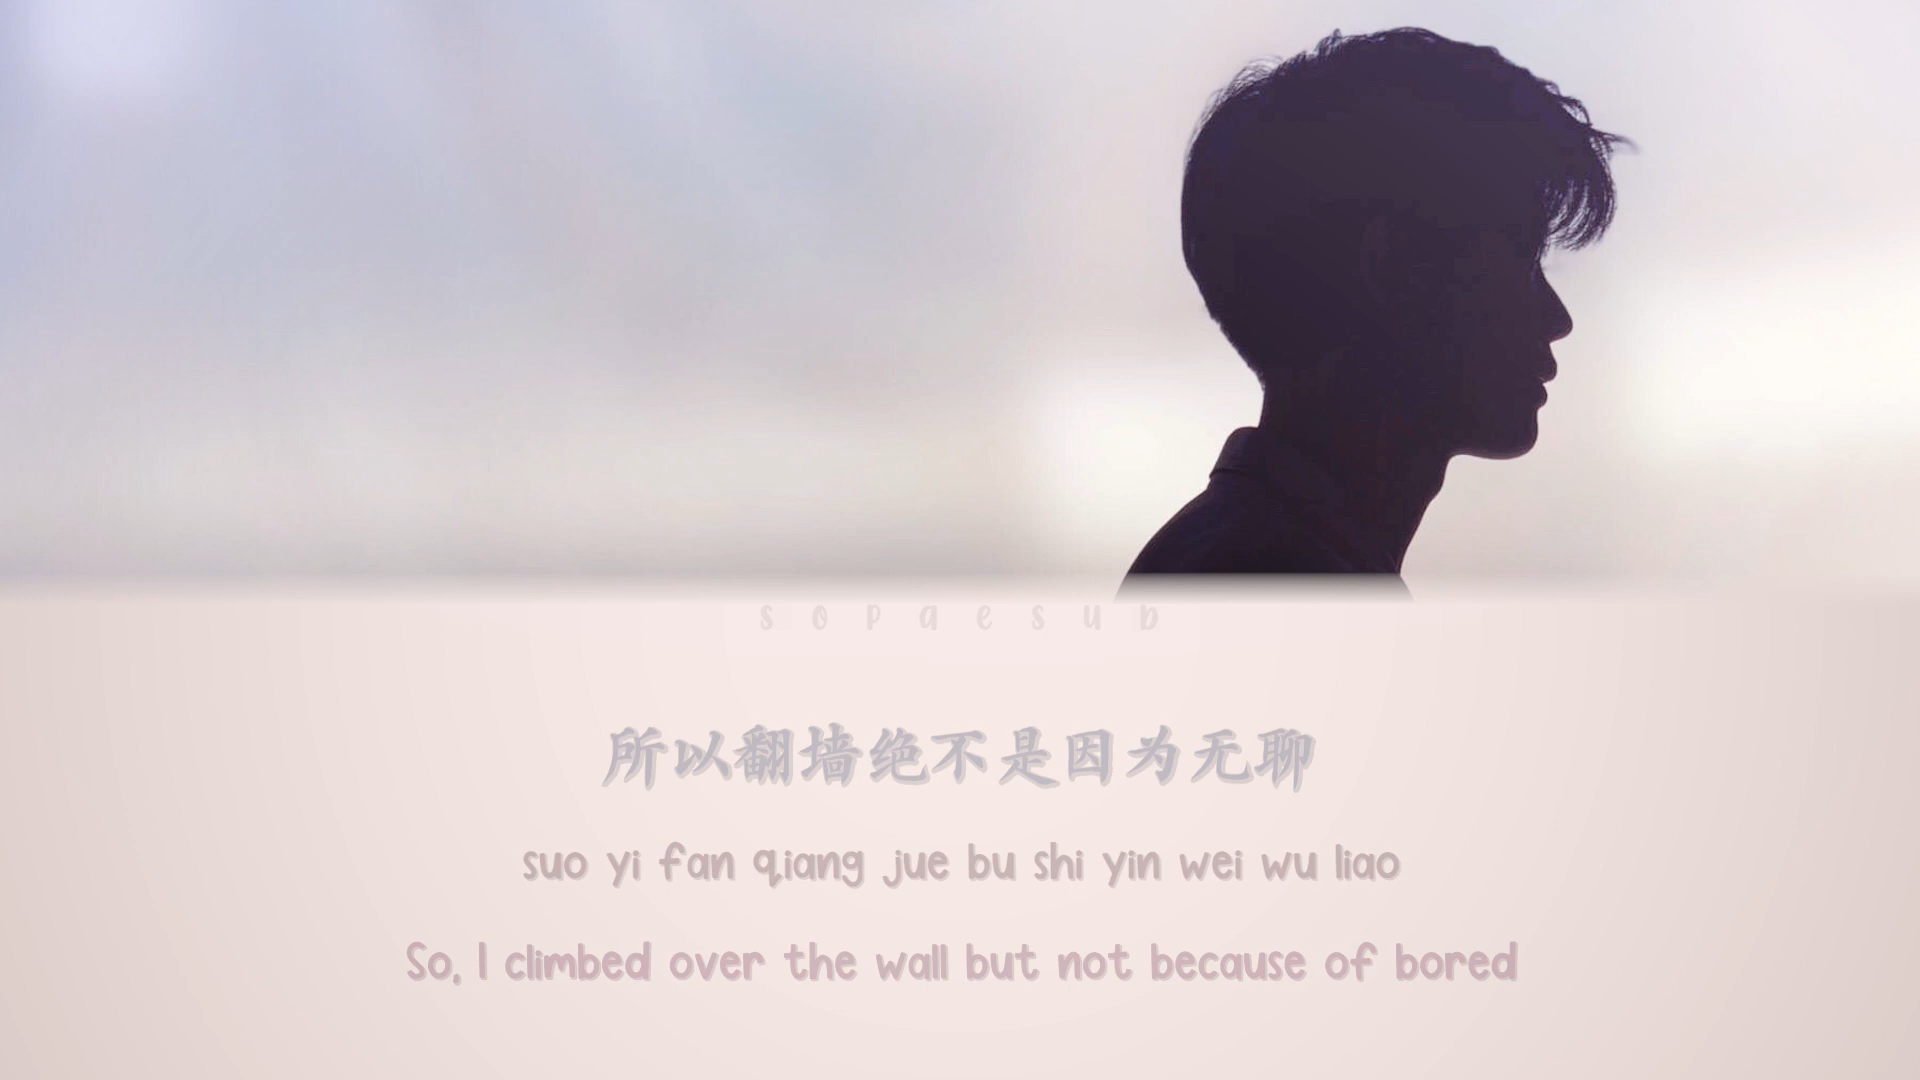 sopaesub
所以翻墙绝不是因为无聊
suo yi fan qiang jue bu shi yin wei wu liao
So, I climbed over the wall but not because of bored